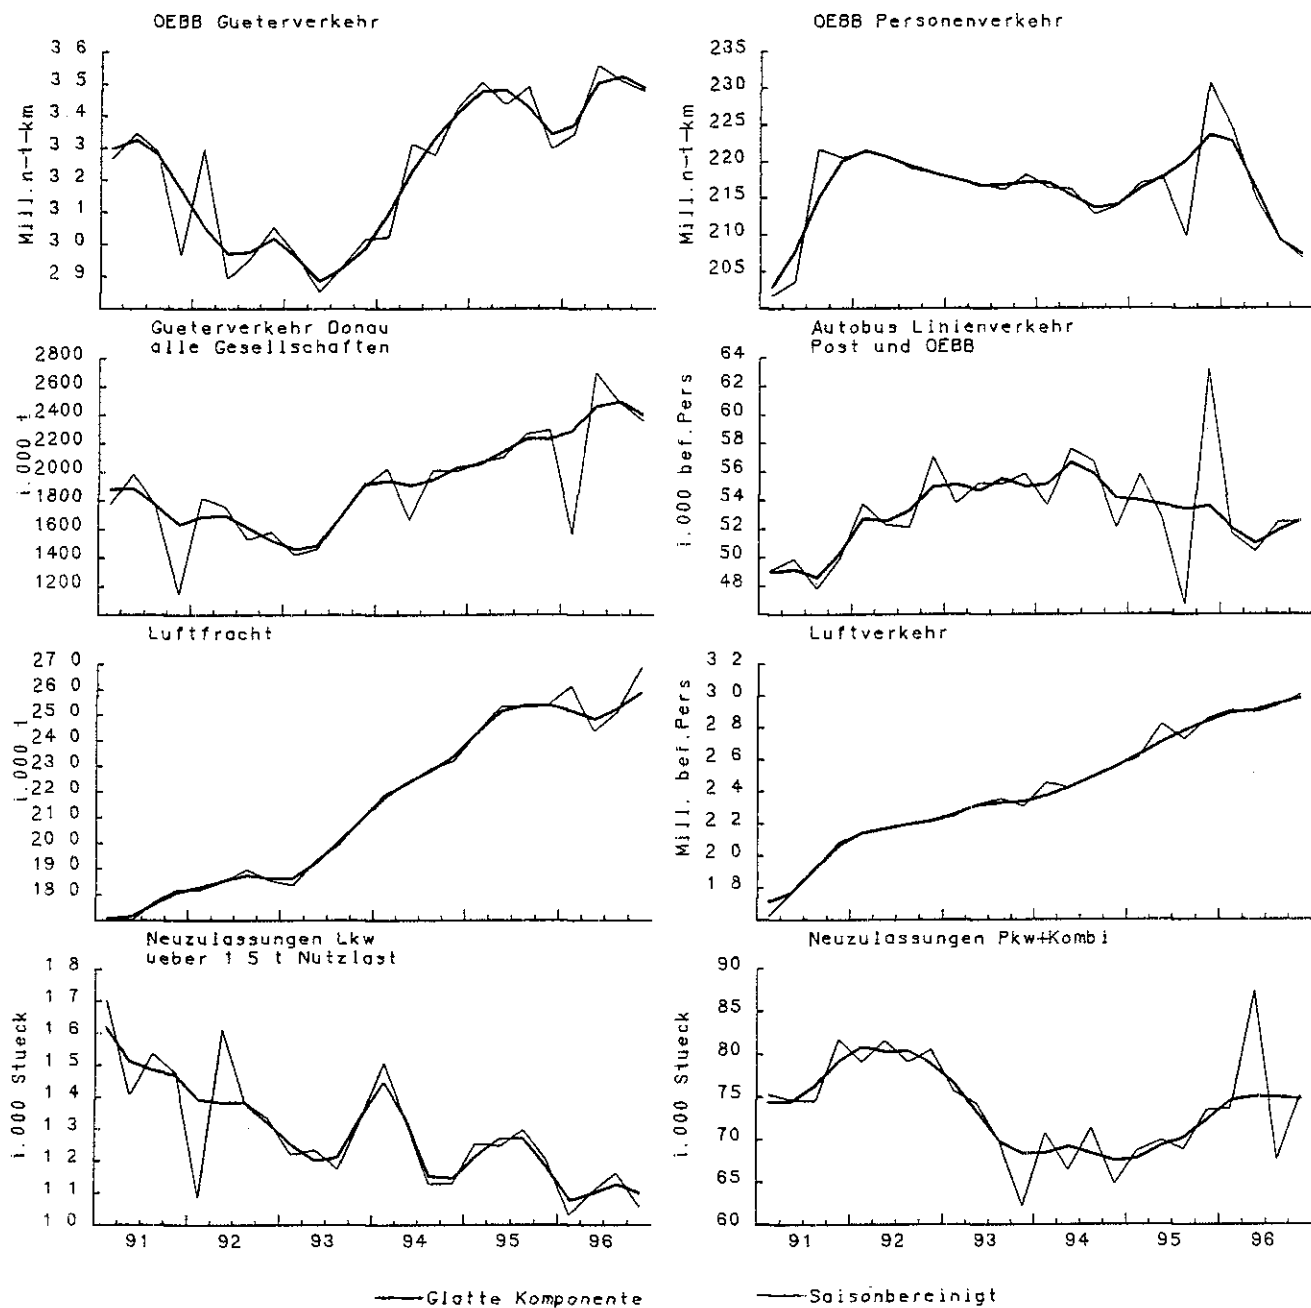 OEBB Gueterverkehr
Mill.n-t-km
3 6
3 5
3.4
3 3
3 2
3 1
3 0
2 9
OEBB Personenverkehr
Mill.n-t-km
235
230
225
220
215
210
205
Gueterverkehr Donau
alle Gesellschaften
i.000 t
2800
2600
2400
2200
2000
1800
1600
1400
1200
Autobus Linienverkehr
Post und OEBB
i.000 bef.Pers
64
62
60
58
56
54
52
50
48
Luftfracht
i.000 t
27 0
26 0
25 0
24 0
23 0
22 0
21 0
20 0
19 0
18 0
Luftverkehr
Mill. bef.Pers
3 2
3 0
2 8
2 6
2 4
2 2
2 0
1 8
Neuzulassungen Lkw
ueber 1 5 t Nutzlast
i.000 Stueck
1 8
1 7
1 6
1 5
1 4
1 3
1 2
1 1
1 0
91 92 93 94 95 96
Neuzulassungen Pkw+Kombi
i.000 Stueck
90
85
80
75
70
65
60
91 92 93 94 95 96
Glatte Komponente
Saisonbereinigt